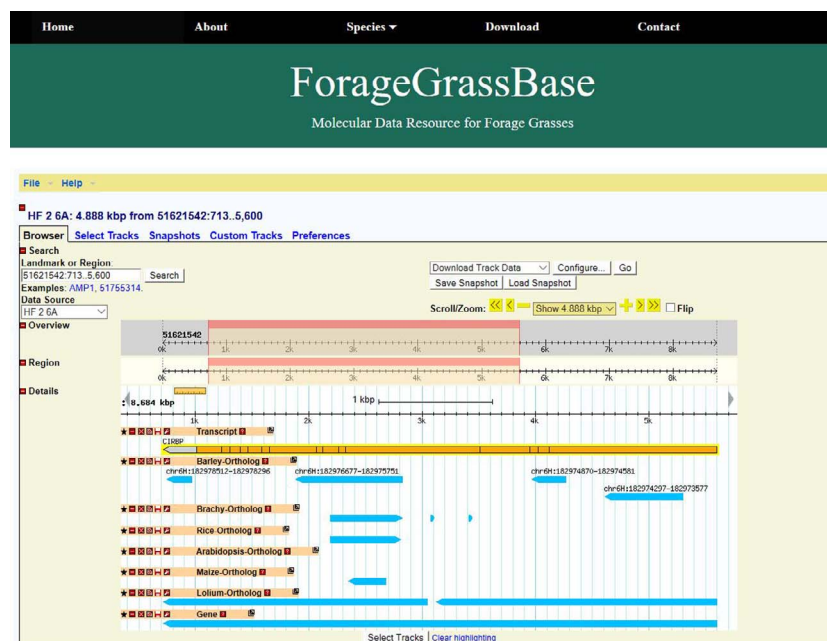 Home About Species Download Contact
ForageGrassBase
Molecular Data Resource for Forage Grasses
File Help
HF 2 6A: 4.888 kbp from 51621542:713..5,600
Browser Select Tracks Snapshots Custom Tracks Preferences
Search
Landmark or Region:
51621542:713..5,600 Search
Download Track Data Configure... Go
Examples: AMP1, 51755314.
Save Snapshot Load Snapshot
Data Source
HF 2 6A
Scroll/Zoom: << < Show 4.888 kbp > >> Flip
Overview
51621542
0k 1k 2k 3k 4k 5k 6k 7k 8k
Region
0k 1k 2k 3k 4k 5k 6k 7k 8k
Details
: 8.684 kbp 1 kbp
1k 2k 3k 4k 5k
Transcript
CIRBP
Barley-Ortholog
chr6H:182978512-182978296 chr6H:182976677-182975751 chr6H:182974870-182974581
chr6H:182974297-182973577
Brachy-Ortholog
Rice-Ortholog
Arabidopsis-Ortholog
Maize-Ortholog
Lolium-Ortholog
Gene
Select Tracks Clear highlighting